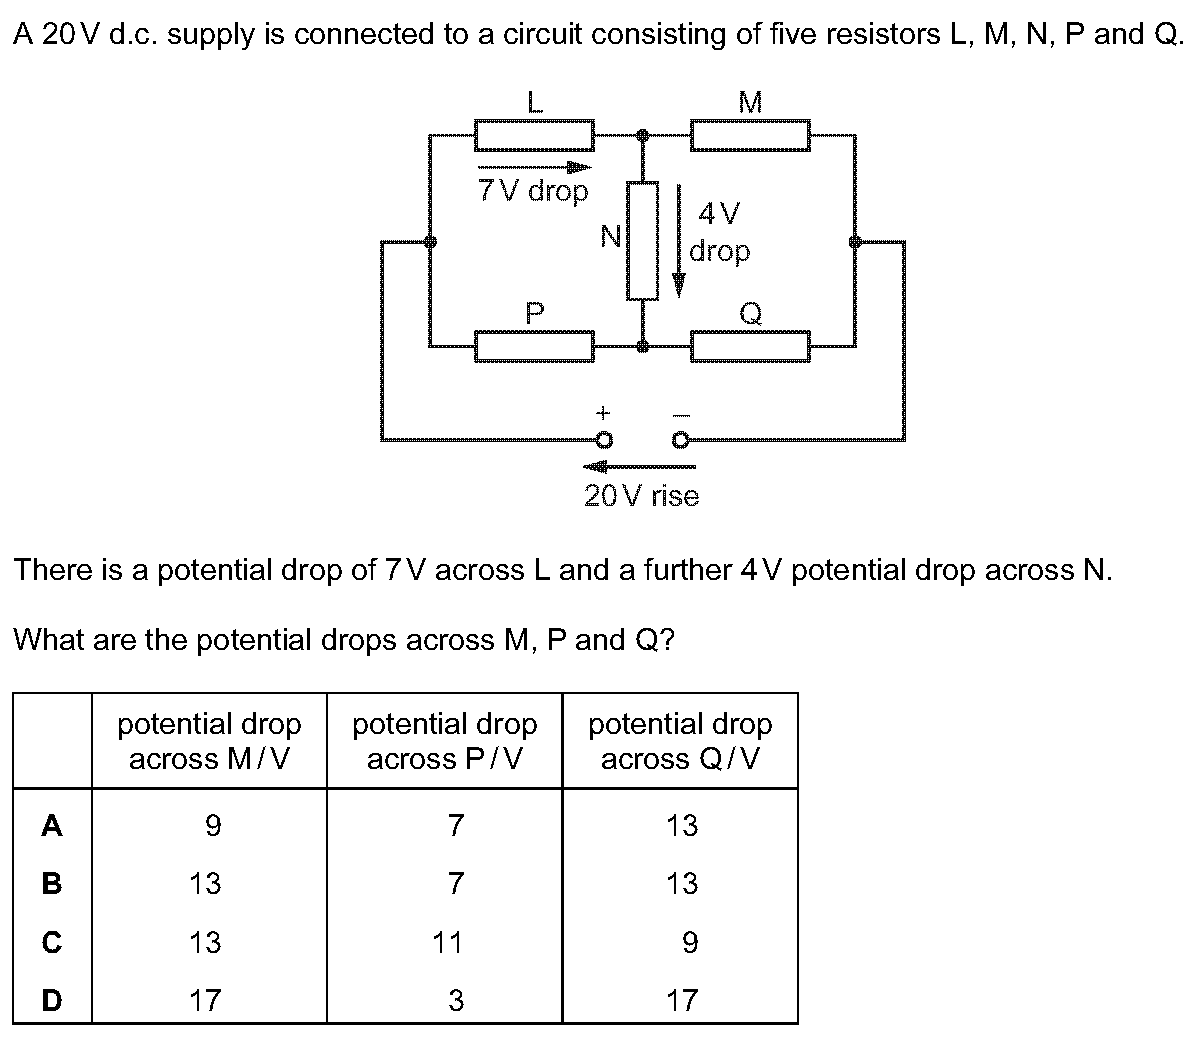 A 20 V d.c. supply is connected to a circuit consisting of five resistors L, M, N, P and Q.
L
M
7 V drop
4 V
drop
N
P
Q
+
–
20 V rise
There is a potential drop of 7 V across L and a further 4 V potential drop across N.
What are the potential drops across M, P and Q?
potential drop across M / V
potential drop across P / V
potential drop across Q / V
A 9 7 13
B 13 7 13
C 13 11 9
D 17 3 17